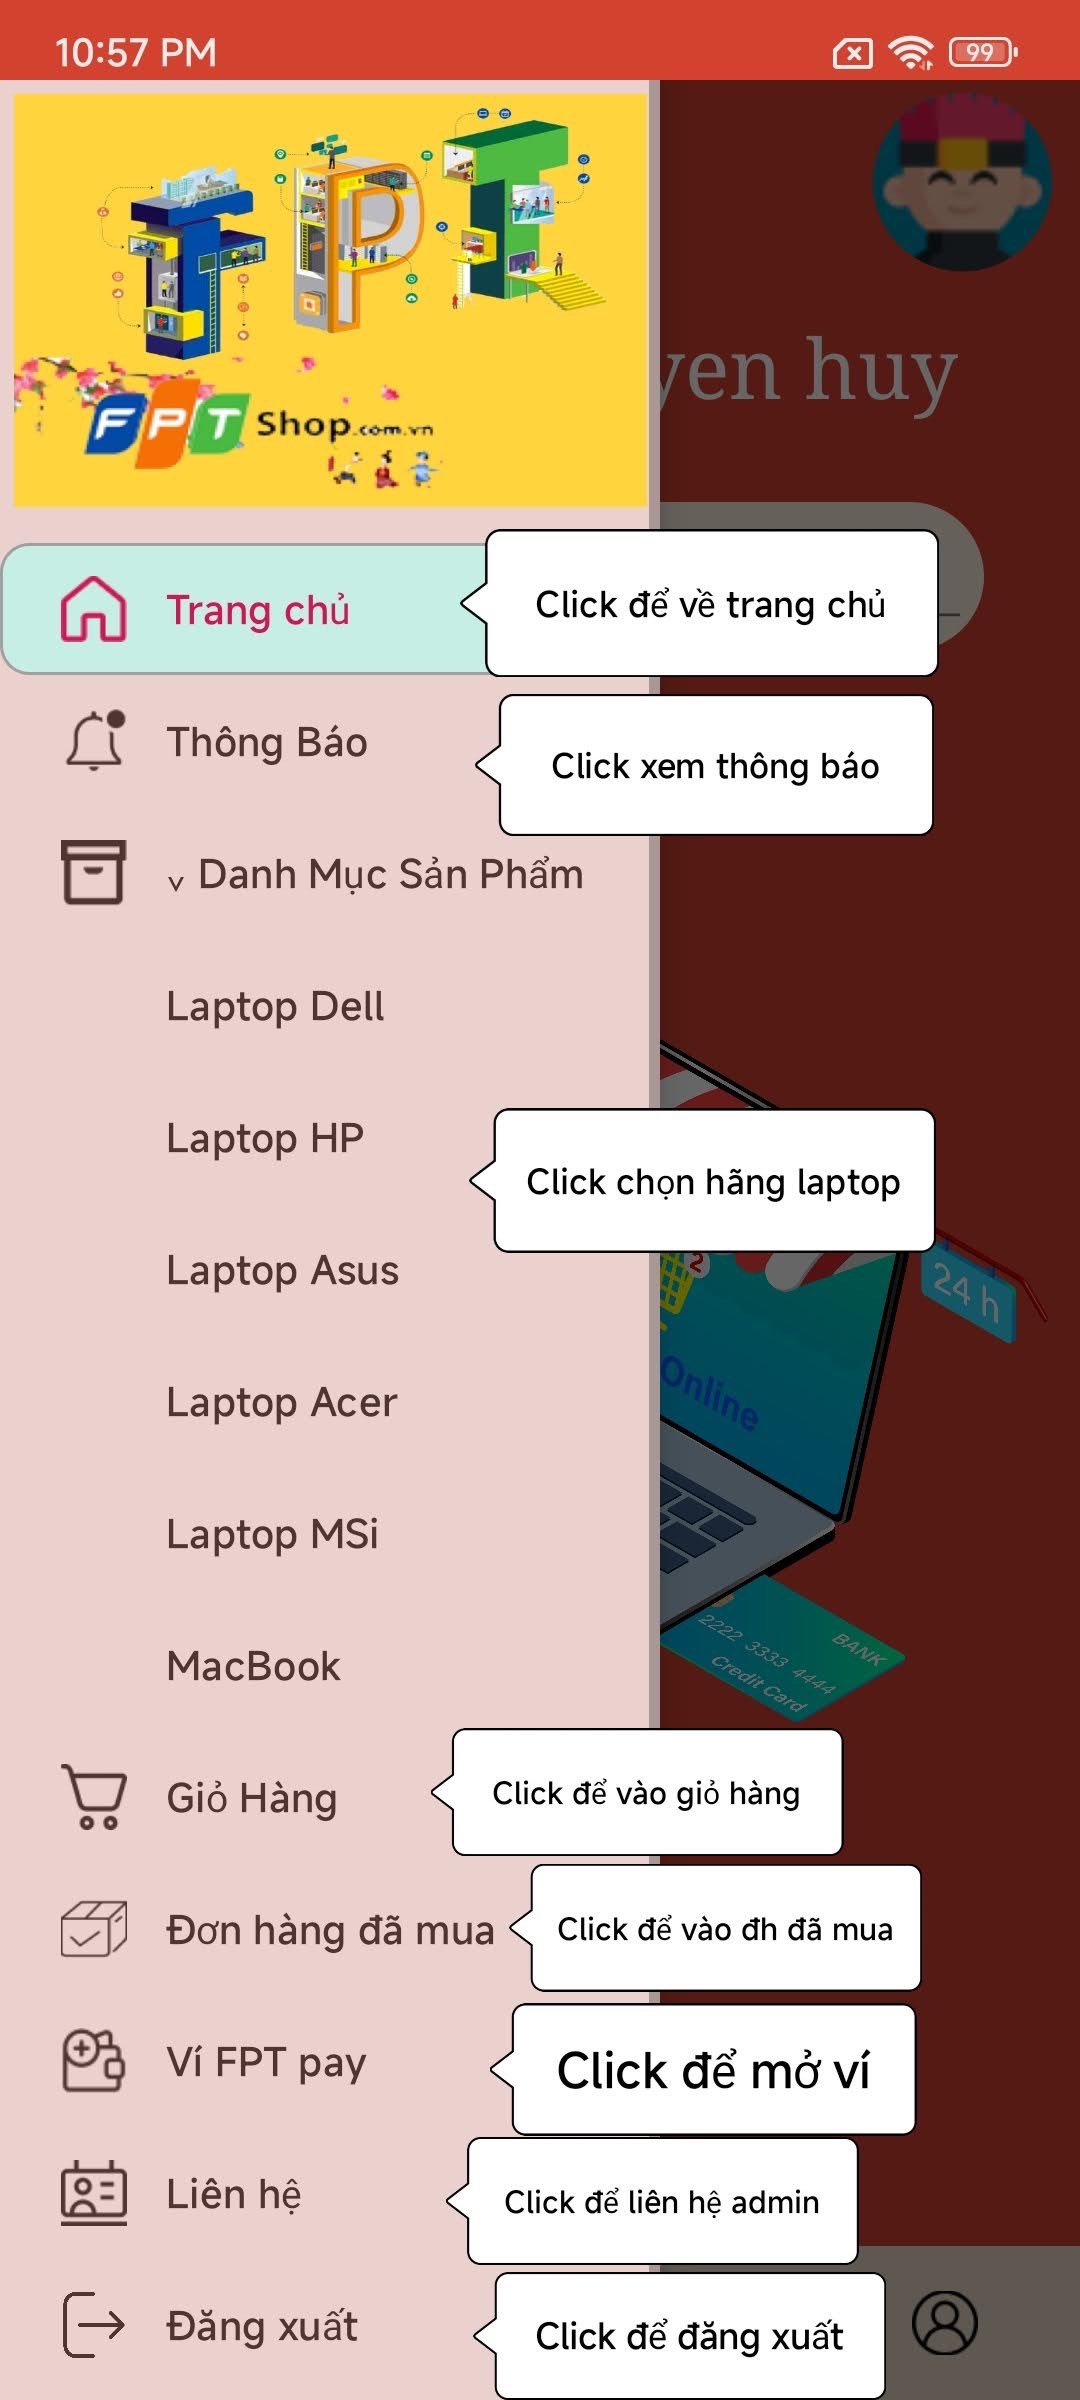 10:57 PM
99
FPT
FPT Shop.com.vn
yen huy
Trang chủ
Click để về trang chủ
Thông Báo
Click xem thông báo
v Danh Mục Sản Phẩm
Laptop Dell
Laptop HP
Click chọn hãng laptop
2
24 h
Laptop Asus
Online
Laptop Acer
Laptop MSi
BANK
2222 3333 4444
Credit Card
MacBook
Giỏ Hàng
Click để vào giỏ hàng
Đơn hàng đã mua
Click để vào đh đã mua
Ví FPT pay
Click để mở ví
Liên hệ
Click để liên hệ admin
Đăng xuất
Click để đăng xuất